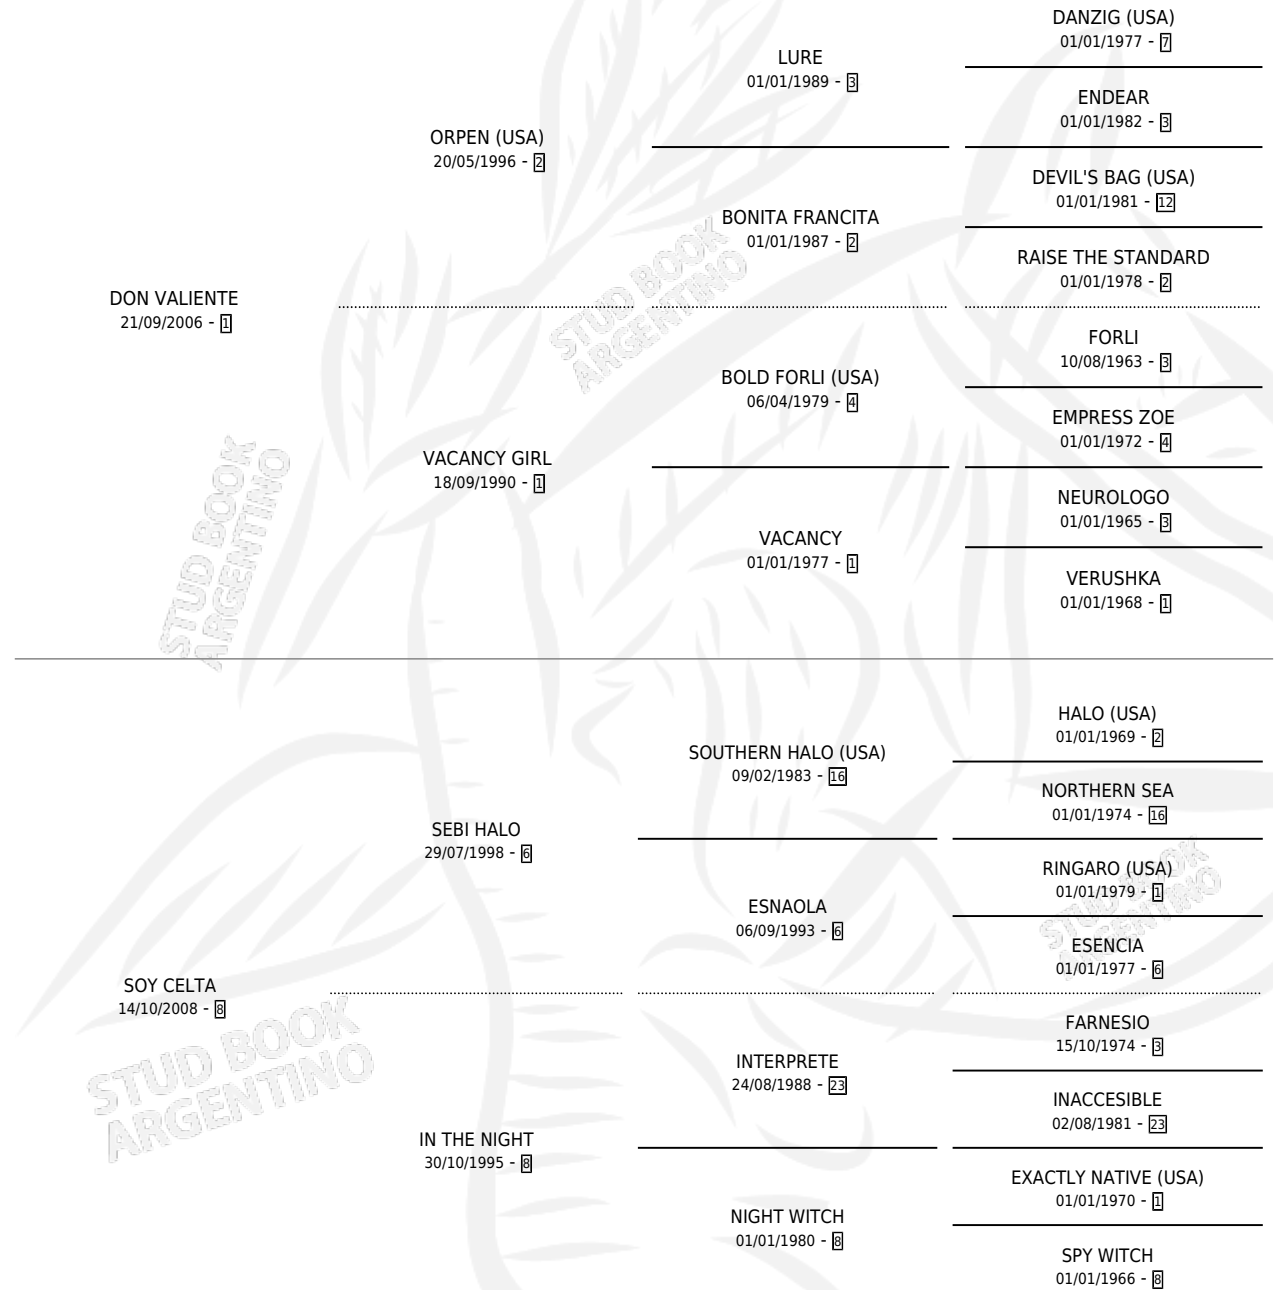 DANZIG (USA)
01/01/1977 - 7
LURE
01/01/1989 - 3
ENDEAR
01/01/1982 - 3
ORPEN (USA)
20/05/1996 - 2
DEVIL'S BAG (USA)
01/01/1981 - 12
BONITA FRANCITA
01/01/1987 - 2
RAISE THE STANDARD
01/01/1978 - 2
DON VALIENTE
21/09/2006 - 1
FORLI
10/08/1963 - 3
BOLD FORLI (USA)
06/04/1979 - 4
EMPRESS ZOE
01/01/1972 - 4
VACANCY GIRL
18/09/1990 - 1
NEUROLOGO
01/01/1965 - 3
VACANCY
01/01/1977 - 1
VERUSHKA
01/01/1968 - 1
HALO (USA)
01/01/1969 - 2
SOUTHERN HALO (USA)
09/02/1983 - 16
NORTHERN SEA
01/01/1974 - 16
SEBI HALO
29/07/1998 - 6
RINGARO (USA)
01/01/1979 - 1
ESNAOLA
06/09/1993 - 6
ESENCIA
01/01/1977 - 6
SOY CELTA
14/10/2008 - 8
FARNESIO
15/10/1974 - 3
INTERPRETE
24/08/1988 - 23
INACCESIBLE
02/08/1981 - 23
IN THE NIGHT
30/10/1995 - 8
EXACTLY NATIVE (USA)
01/01/1970 - 1
NIGHT WITCH
01/01/1980 - 8
SPY WITCH
01/01/1966 - 8
STUD BOOK
ARGENTINO
STUD BOOK
ARGENTINO
STUD BOOK
ARGENTINO
STUD BOOK
ARGENTINO